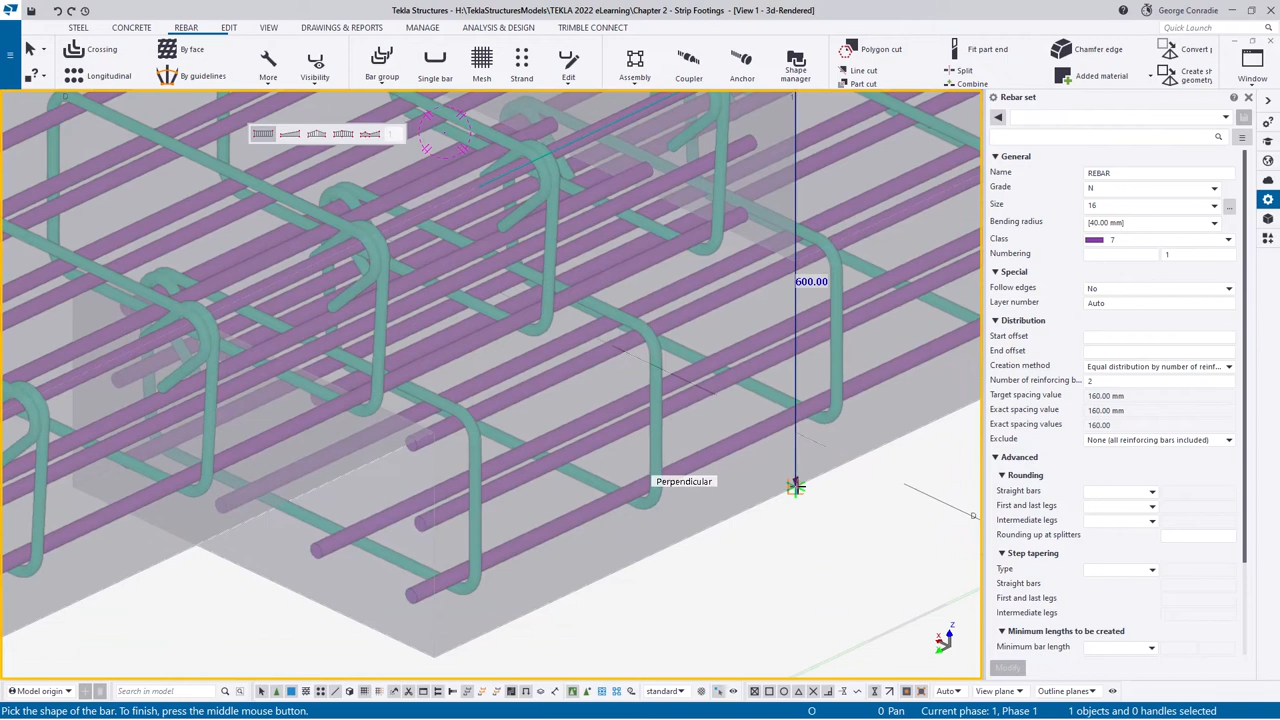 Tekla Structures - H:\TeklaStructuresModels\TEKLA 2022 eLearning\Chapter 2 - Strip Footings - [View 1 - 3d-Rendered]
George Conradie
STEEL
CONCRETE
REBAR
EDIT
VIEW
DRAWINGS & REPORTS
MANAGE
ANALYSIS & DESIGN
TRIMBLE CONNECT
Quick Launch
Crossing
By face
Longitudinal
By guidelines
More
Visibility
Bar group
Single bar
Mesh
Strand
Edit
Assembly
Coupler
Anchor
Shape manager
Polygon cut
Fit part end
Chamfer edge
Convert
Line cut
Split
Added material
Create sh
geometry
Part cut
Combine
Window
600.00
Perpendicular
1
Z
X
Y
Rebar set
General
Name REBAR
Grade N
Size 16 ...
Bending radius [40.00 mm]
Class 7
Numbering 1
Special
Follow edges No
Layer number Auto
Distribution
Start offset
End offset
Creation method Equal distribution by number of reinf...
Number of reinforcing b... 2
Target spacing value 160.00 mm
Exact spacing value 160.00 mm
Exact spacing values 160.00
Exclude None (all reinforcing bars included)
Advanced
Rounding
Straight bars
First and last legs
Intermediate legs
Rounding up at splitters
Step tapering
Type
Straight bars
First and last legs
Intermediate legs
Minimum lengths to be created
Minimum bar length
Modify
Model origin
Search in model
standard
Auto
View plane
Outline planes
Pick the shape of the bar. To finish, press the middle mouse button.
O
0 Pan
Current phase: 1, Phase 1
1 objects and 0 handles selected